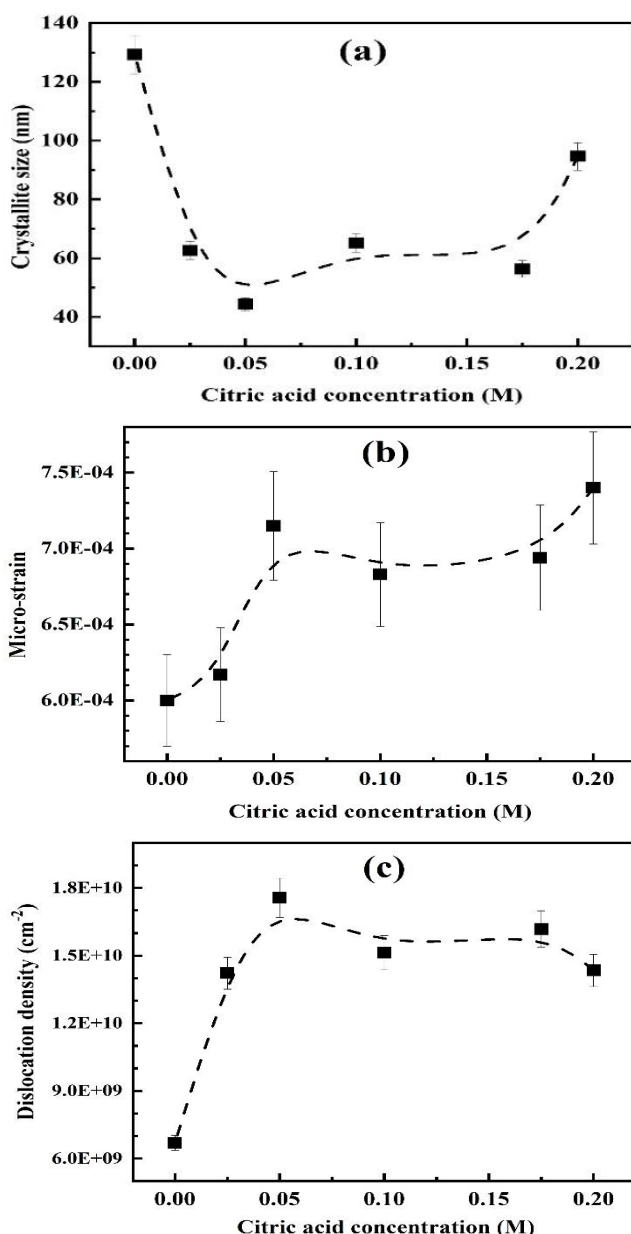 (a)
Crystallite size (nm)
140
120
100
80
60
40
0.00 0.05 0.10 0.15 0.20
Citric acid concentration (M)
(b)
Micro-strain
7.5E-04
7.0E-04
6.5E-04
6.0E-04
0.00 0.05 0.10 0.15 0.20
Citric acid concentration (M)
(c)
Dislocation density (cm⁻²)
1.8E+10
1.5E+10
1.2E+10
9.0E+09
6.0E+09
0.00 0.05 0.10 0.15 0.20
Citric acid concentration (M)